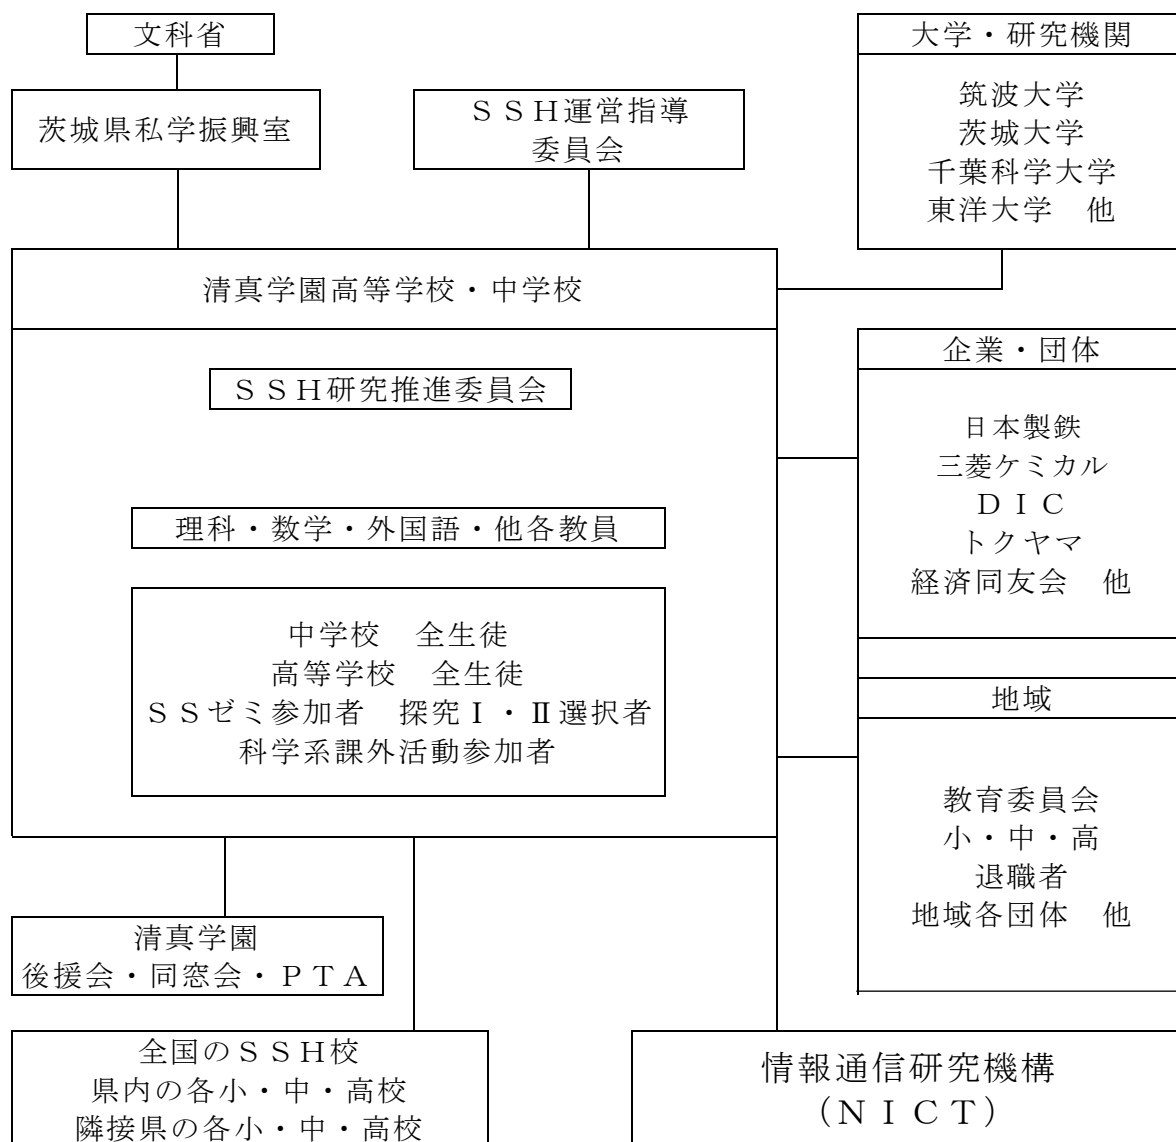 文科省
茨城県私学振興室
ＳＳＨ運営指導
委員会
大学・研究機関
筑波大学
茨城大学
千葉科学大学
東洋大学　他
清真学園高等学校・中学校
ＳＳＨ研究推進委員会
理科・数学・外国語・他各教員
中学校　全生徒
高等学校　全生徒
ＳＳゼミ参加者　探究Ⅰ・Ⅱ選択者
科学系課外活動参加者
企業・団体
日本製鉄
三菱ケミカル
ＤＩＣ
トクヤマ
経済同友会　他
地域
教育委員会
小・中・高
退職者
地域各団体　他
清真学園
後援会・同窓会・ＰＴＡ
全国のＳＳＨ校
県内の各小・中・高校
隣接県の各小・中・高校
情報通信研究機構
（ＮＩＣＴ）